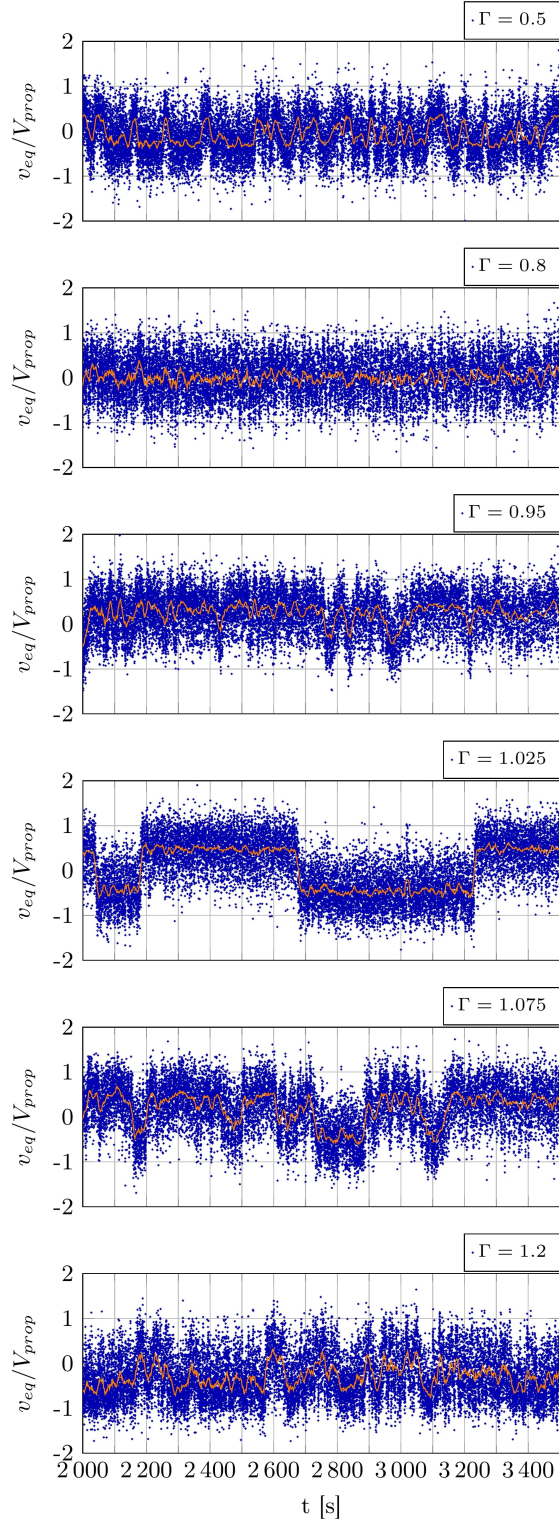 Γ = 0.5
2
1
0
-1
-2
v_eq/V_prop
Γ = 0.8
2
1
0
-1
-2
v_eq/V_prop
Γ = 0.95
2
1
0
-1
-2
v_eq/V_prop
Γ = 1.025
2
1
0
-1
-2
v_eq/V_prop
Γ = 1.075
2
1
0
-1
-2
v_eq/V_prop
Γ = 1.2
2
1
0
-1
-2
v_eq/V_prop
2 000 2 200 2 400 2 600 2 800 3 000 3 200 3 400
t [s]